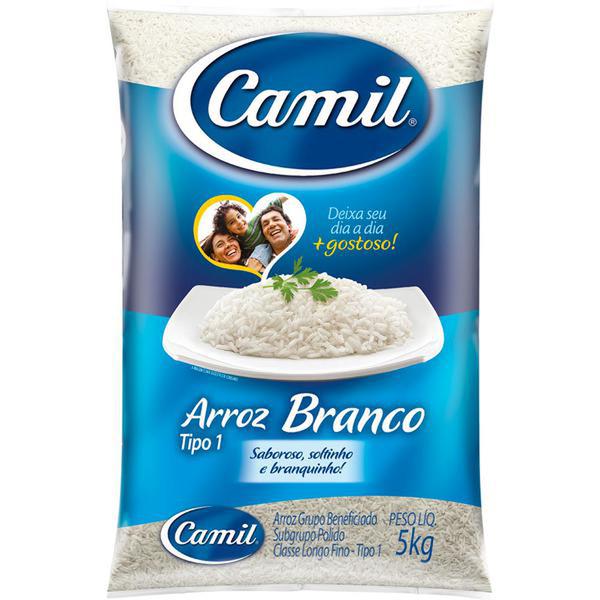 Camil®
Deixa seu
dia a dia
+gostoso!
Arroz Branco
Tipo 1
Saboroso, soltinho
e branquinho!
Camil
Arroz Grupo Beneficiado
Subgrupo Polido
Classe Longo Fino - Tipo 1
PESO LÍQ.
5kg